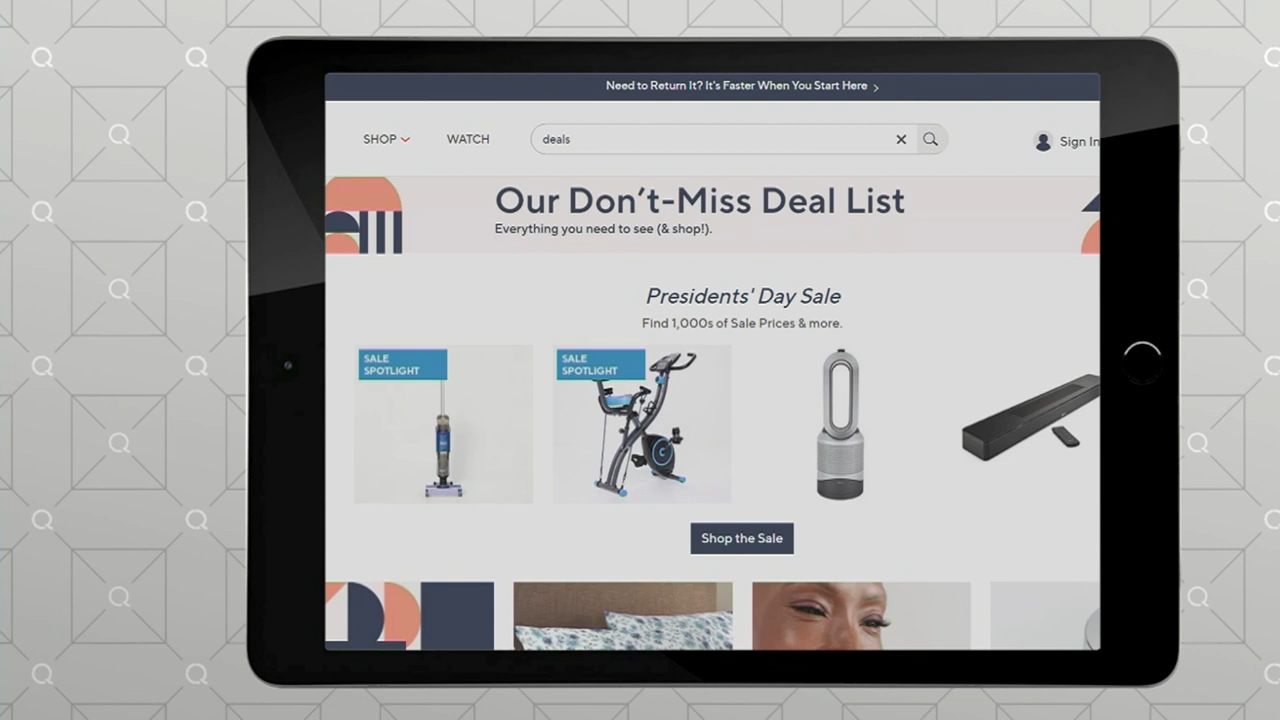 Need to Return It? It's Faster When You Start Here
SHOP
WATCH
deals
Sign In
Our Don't-Miss Deal List
Everything you need to see (& shop!).
Presidents' Day Sale
Find 1,000s of Sale Prices & more.
SALE
SPOTLIGHT
SALE
SPOTLIGHT
Shop the Sale